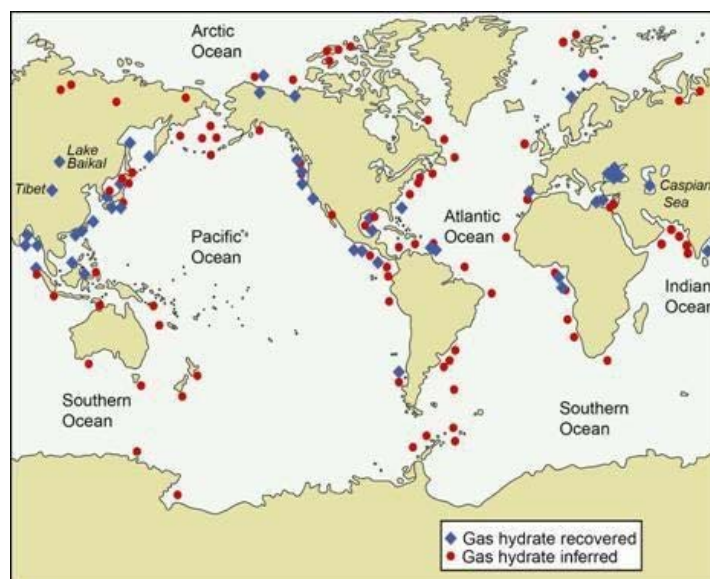 Arctic
Ocean
Lake
Baikal
Tibet
Caspian
Sea
Atlantic
Ocean
Pacific
Ocean
Indian
Ocean
Southern
Ocean
Southern
Ocean
Gas hydrate recovered
Gas hydrate inferred